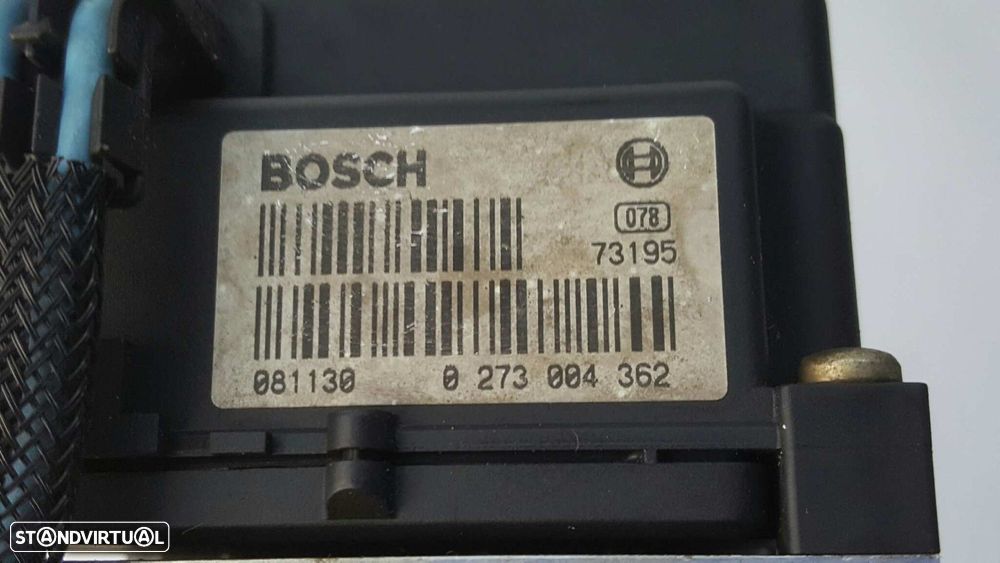 BOSCH
078
73195
081130 0 273 004 362
STANDVIRTUAL